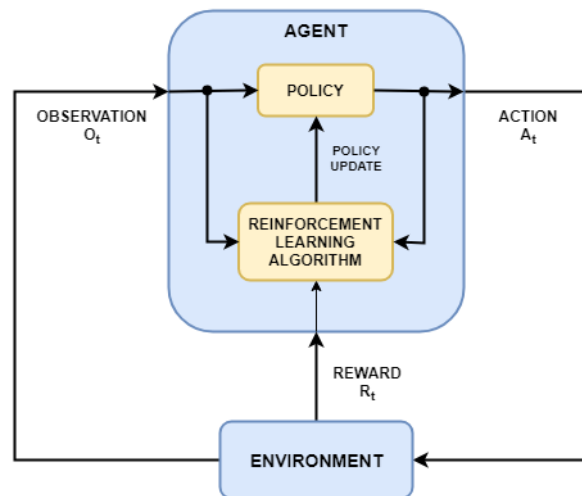 AGENT
POLICY
OBSERVATION
Ot
ACTION
At
POLICY
UPDATE
REINFORCEMENT
LEARNING
ALGORITHM
REWARD
Rt
ENVIRONMENT